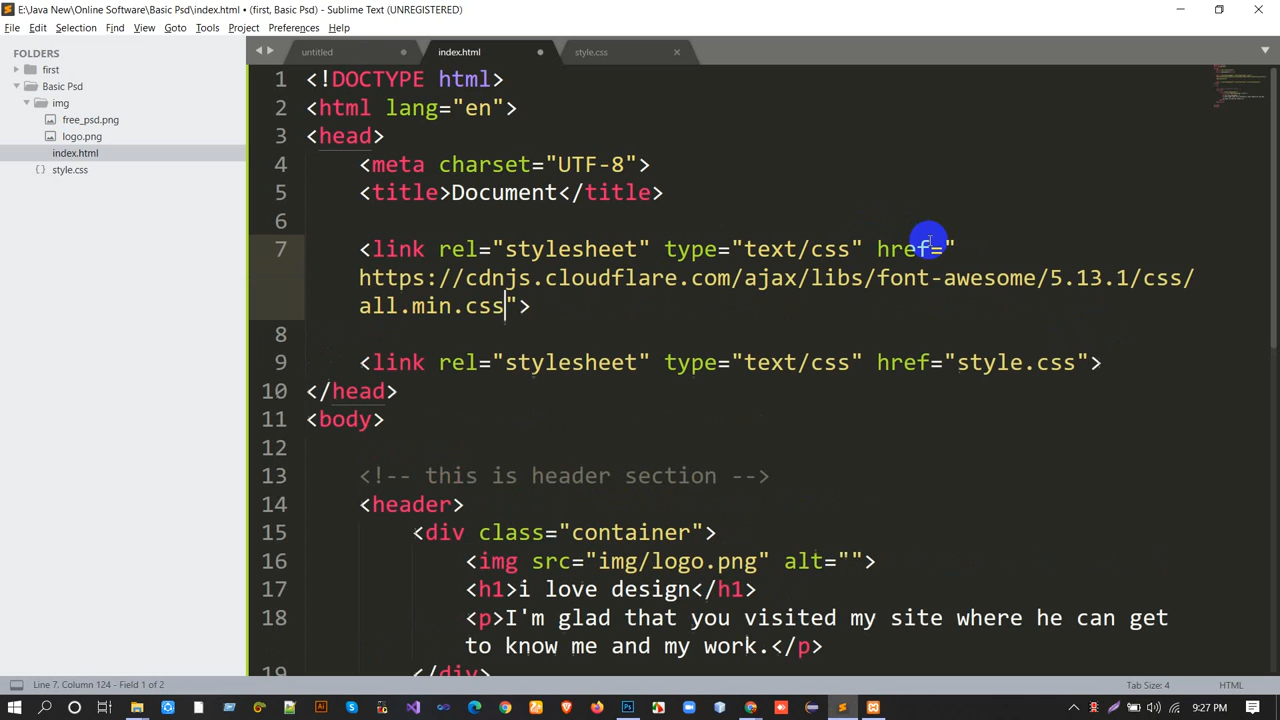 E:\Java New\Online Software\Basic Psd\index.html • (first, Basic Psd) - Sublime Text (UNREGISTERED)
File Edit Selection Find View Goto Tools Project Preferences Help
FOLDERS
first
Basic Psd
img
free_psd.png
logo.png
index.html
style.css
untitled
index.html
style.css
1 <!DOCTYPE html>
2 <html lang="en">
3 <head>
4 <meta charset="UTF-8">
5 <title>Document</title>
6
7 <link rel="stylesheet" type="text/css" href="
https://cdnjs.cloudflare.com/ajax/libs/font-awesome/5.13.1/css/
all.min.css">
8
9 <link rel="stylesheet" type="text/css" href="style.css">
10 </head>
11 <body>
12
13 <!-- this is header section -->
14 <header>
15 <div class="container">
16 <img src="img/logo.png" alt="">
17 <h1>i love design</h1>
18 <p>I'm glad that you visited my site where he can get
to know me and my work.</p>
19 </div>
Line 7, Column 124 - Field 1 of 2
Tab Size: 4
HTML
9:27 PM